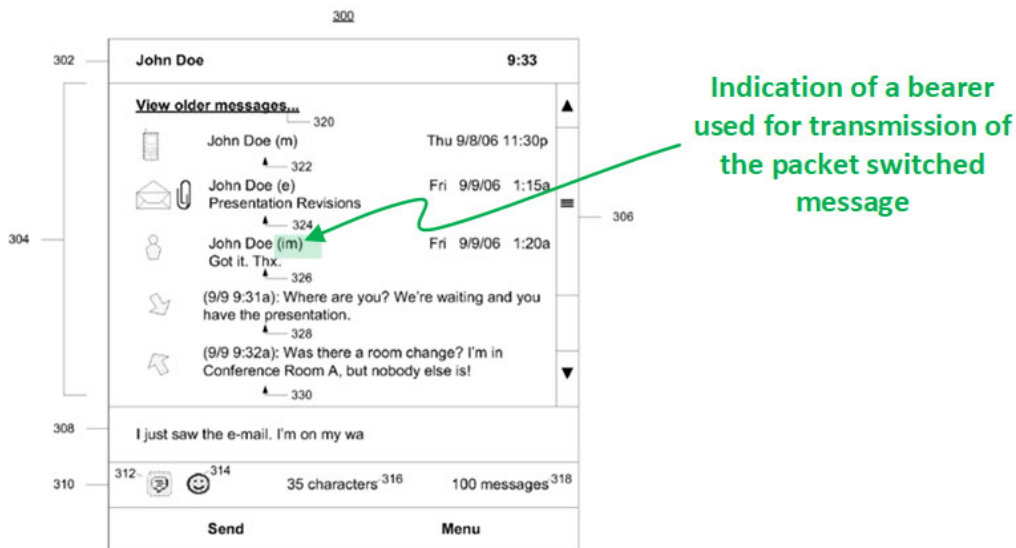 300
302
John Doe 9:33
View older messages...
320
John Doe (m) Thu 9/8/06 11:30p
322
John Doe (e) Fri 9/9/06 1:15a
Presentation Revisions
324
304
306
John Doe (im) Fri 9/9/06 1:20a
Got it. Thx.
326
(9/9 9:31a): Where are you? We're waiting and you
have the presentation.
328
(9/9 9:32a): Was there a room change? I'm in
Conference Room A, but nobody else is!
330
308
I just saw the e-mail. I'm on my wa
310
312 314 35 characters 316 100 messages 318
Send Menu
Indication of a bearer
used for transmission of
the packet switched
message